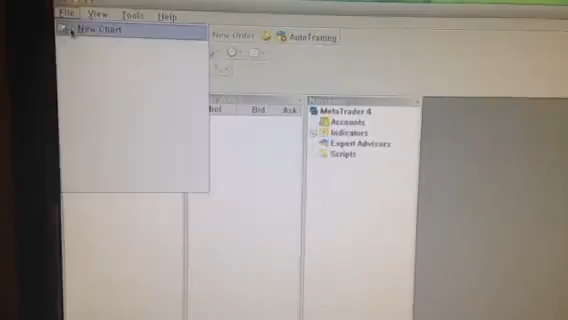 File View Tools Help
New Chart
New Order AutoTrading
Bid Ask
MetaTrader 4
Accounts
Indicators
Expert Advisors
Scripts